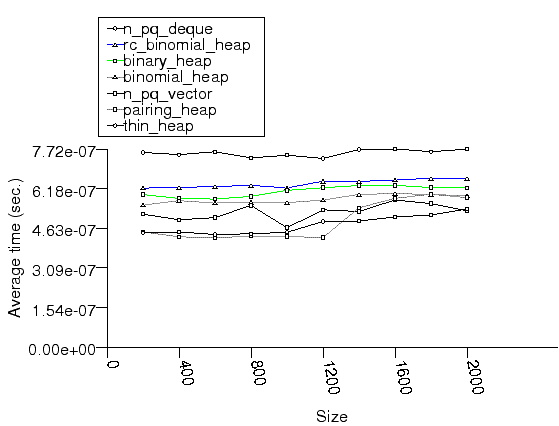 n_pq_deque
rc_binomial_heap
binary_heap
binomial_heap
n_pq_vector
pairing_heap
thin_heap
7.72e-07
6.18e-07
4.63e-07
3.09e-07
1.54e-07
0.00e+00
Average time (sec.)
0
400
800
1200
1600
2000
Size